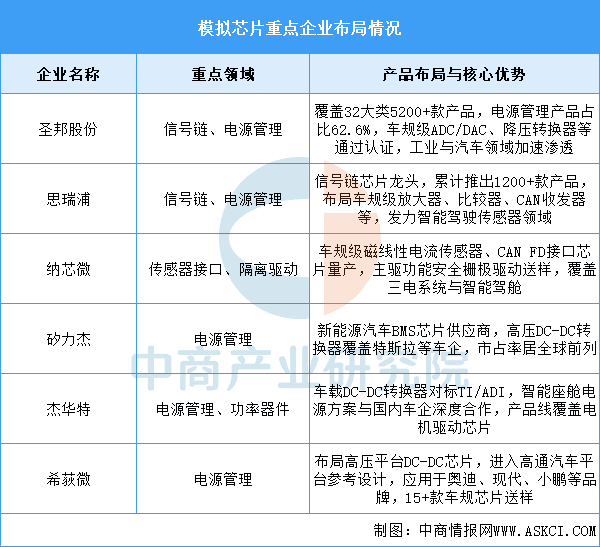 模拟芯片重点企业布局情况
企业名称 重点领域 产品布局与核心优势
圣邦股份 信号链、电源管理
覆盖32大类5200+款产品，电源管理产品占
比62.6%，车规级ADC/DAC、降压转换器等
通过认证，工业与汽车领域加速渗透
思瑞浦 信号链、电源管理
信号链芯片龙头，累计推出1200+款产品，
布局车规级放大器、比较器、CAN收发器
等，发力智能驾驶传感器领域
纳芯微 传感器接口、隔离驱动
车规级磁线性电流传感器、CAN FD接口芯
片量产，主驱功能安全栅极驱动送样，覆盖
三电系统与智能驾舱
矽力杰 电源管理
新能源汽车BMS芯片供应商，高压DC-DC转
换器覆盖特斯拉等车企，市占率居全球前列
杰华特 电源管理、功率器件
车载DC-DC转换器对标TI/ADI，智能座舱电
源方案与国内车企深度合作，产品线覆盖电
机驱动芯片
希荻微 电源管理
布局高压平台DC-DC芯片，进入高通汽车平
台参考设计，应用于奥迪、现代、小鹏等品
牌，15+款车规芯片送样
中商产业研究院
制图：中商情报网WWW.ASKCI.COM